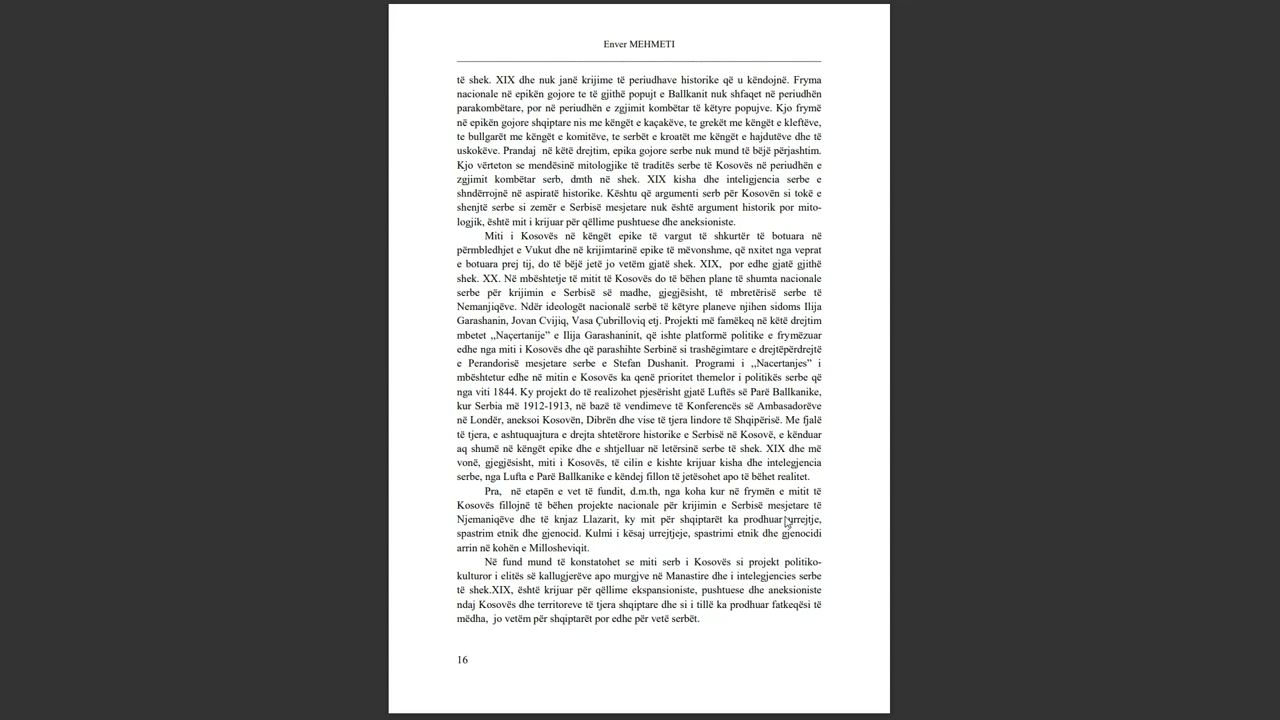 Enver MEHMETI
të shek. XIX dhe nuk janë krijime të periudhave historike që u këndojnë. Fryma
nacionale në epikën gojore te të gjithë popujt e Ballkanit nuk shfaqet në periudhën
parakombëtare, por në periudhën e zgjimit kombëtar të këtyre popujve. Kjo frymë
në epikën gojore shqiptare nis me këngët e kaçakëve, te grekët me këngët e kleftëve,
te bullgarët me këngët e komitëve, te serbët e kroatët me këngët e hajdutëve dhe të
uskokëve. Prandaj  në këtë drejtim, epika gojore serbe nuk mund të bëjë përjashtim.
Kjo vërteton se mendësinë mitologjike të traditës serbe të Kosovës në periudhën e
zgjimit kombëtar serb, dmth në shek. XIX kisha dhe inteligjencia serbe e
shndërrojnë në aspiratë historike. Kështu që argumenti serb për Kosovën si tokë e
shenjtë serbe si zemër e Serbisë mesjetare nuk është argument historik por mito-
logjik, është mit i krijuar për qëllime pushtuese dhe aneksioniste.
Miti i Kosovës në këngët epike të vargut të shkurtër të botuara në
përmbledhjet e Vukut dhe në krijimtarinë epike të mëvonshme, që nxitet nga veprat
e botuara prej tij, do të bëjë jetë jo vetëm gjatë shek. XIX,  por edhe gjatë gjithë
shek. XX. Në mbështetje të mitit të Kosovës do të bëhen plane të shumta nacionale
serbe për krijimin e Serbisë së madhe, gjegjësisht, të mbretërisë serbe të
Nemanjiqëve. Ndër ideologët nacionalë serbë të këtyre planeve njihen sidoms Ilija
Garashanin, Jovan Cvijiq, Vasa Çubrilloviq etj. Projekti më famëkeq në këtë drejtim
mbetet ,,Naçertanije” e Ilija Garashaninit, që ishte platformë politike e frymëzuar
edhe nga miti i Kosovës dhe që parashihte Serbinë si trashëgimtare e drejtëpërdrejtë
e Perandorisë mesjetare serbe e Stefan Dushanit. Programi i ,,Nacertanjes” i
mbështetur edhe në mitin e Kosovës ka qenë prioritet themelor i politikës serbe që
nga viti 1844. Ky projekt do të realizohet pjesërisht gjatë Luftës së Parë Ballkanike,
kur Serbia më 1912-1913, në bazë të vendimeve të Konferencës së Ambasadorëve
në Londër, aneksoi Kosovën, Dibrën dhe vise të tjera lindore të Shqipërisë. Me fjalë
të tjera, e ashtuquajtura e drejta shtetërore historike e Serbisë në Kosovë, e kënduar
aq shumë në këngët epike dhe e shtjelluar në letërsinë serbe të shek. XIX dhe më
vonë, gjegjësisht, miti i Kosovës, të cilin e kishte krijuar kisha dhe intelegjencia
serbe, nga Lufta e Parë Ballkanike e këndej fillon të jetësohet apo të bëhet realitet.
Pra,  në etapën e vet të fundit, d.m.th, nga koha kur në frymën e mitit të
Kosovës fillojnë të bëhen projekte nacionale për krijimin e Serbisë mesjetare të
Njemaniqëve dhe të knjaz Llazarit, ky mit për shqiptarët ka prodhuar urrejtje,
spastrim etnik dhe gjenocid. Kulmi i kësaj urrejtjeje, spastrimi etnik dhe gjenocidi
arrin në kohën e Millosheviqit.
Në fund mund të konstatohet se miti serb i Kosovës si projekt politiko-
kulturor i elitës së kallugjerëve apo murgjve në Manastire dhe i intelegjencies serbe
të shek.XIX, është krijuar për qëllime ekspansioniste, pushtuese dhe aneksioniste
ndaj Kosovës dhe territoreve të tjera shqiptare dhe si i tillë ka prodhuar fatkeqësi të
mëdha,  jo vetëm për shqiptarët por edhe për vetë serbët.
16